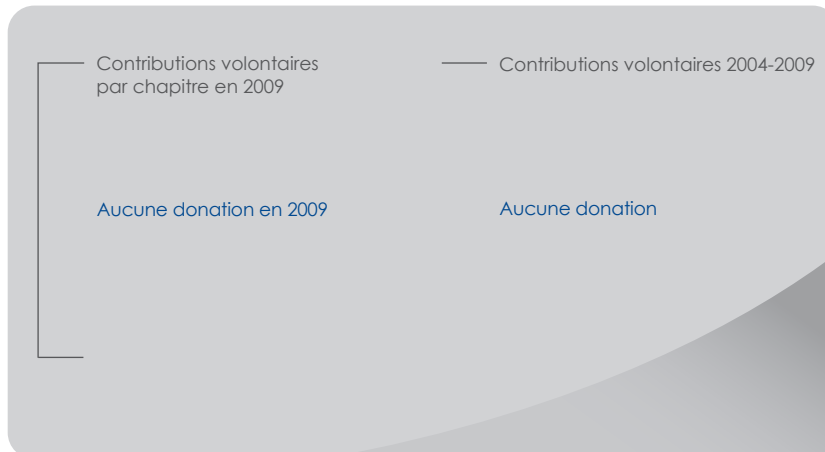 Contributions volontaires
par chapitre en 2009
Contributions volontaires 2004-2009
Aucune donation en 2009
Aucune donation